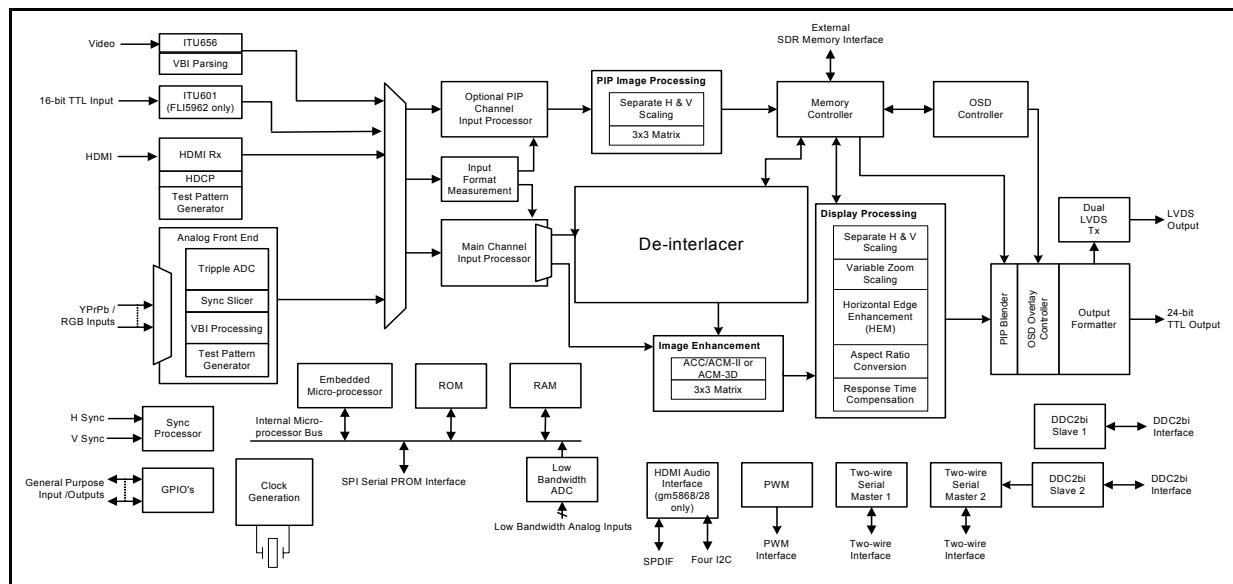 Video
ITU656
VBI Parsing
16-bit TTL Input
ITU601
(FLI5962 only)
HDMI
HDMI Rx
HDCP
Test Pattern
Generator
Analog Front End
Tripple ADC
Sync Slicer
VBI Processing
Test Pattern
Generator
YPrPb /
RGB Inputs
H Sync
V Sync
Sync
Processor
General Purpose
Input /Outputs
GPIO's
Clock
Generation
Optional PIP
Channel
Input Processor
Input
Format
Measurement
Main Channel
Input Processor
PIP Image Processing
Separate H & V
Scaling
3x3 Matrix
External
SDR Memory Interface
Memory
Controller
OSD
Controller
De-interlacer
Image Enhancement
ACC/ACM-II or
ACM-3D
3x3 Matrix
Display Processing
Separate H & V
Scaling
Variable Zoom
Scaling
Horizontal Edge
Enhancement
(HEM)
Aspect Ratio
Conversion
Response Time
Compensation
PIP Blender
OSD Overlay
Controller
Output
Formatter
Dual
LVDS
Tx
LVDS
Output
24-bit
TTL Output
Embedded
Micro-processor
ROM
RAM
Internal Micro-
processor Bus
SPI Serial PROM Interface
Low
Bandwidth
ADC
Low Bandwidth Analog Inputs
HDMI Audio
Interface
(gm5868/28
only)
SPDIF
Four I2C
PWM
PWM
Interface
Two-wire
Serial
Master 1
Two-wire Interface
Two-wire
Serial
Master 2
Two-wire Interface
DDC2bi
Slave 1
DDC2bi
Interface
DDC2bi
Slave 2
DDC2bi
Interface